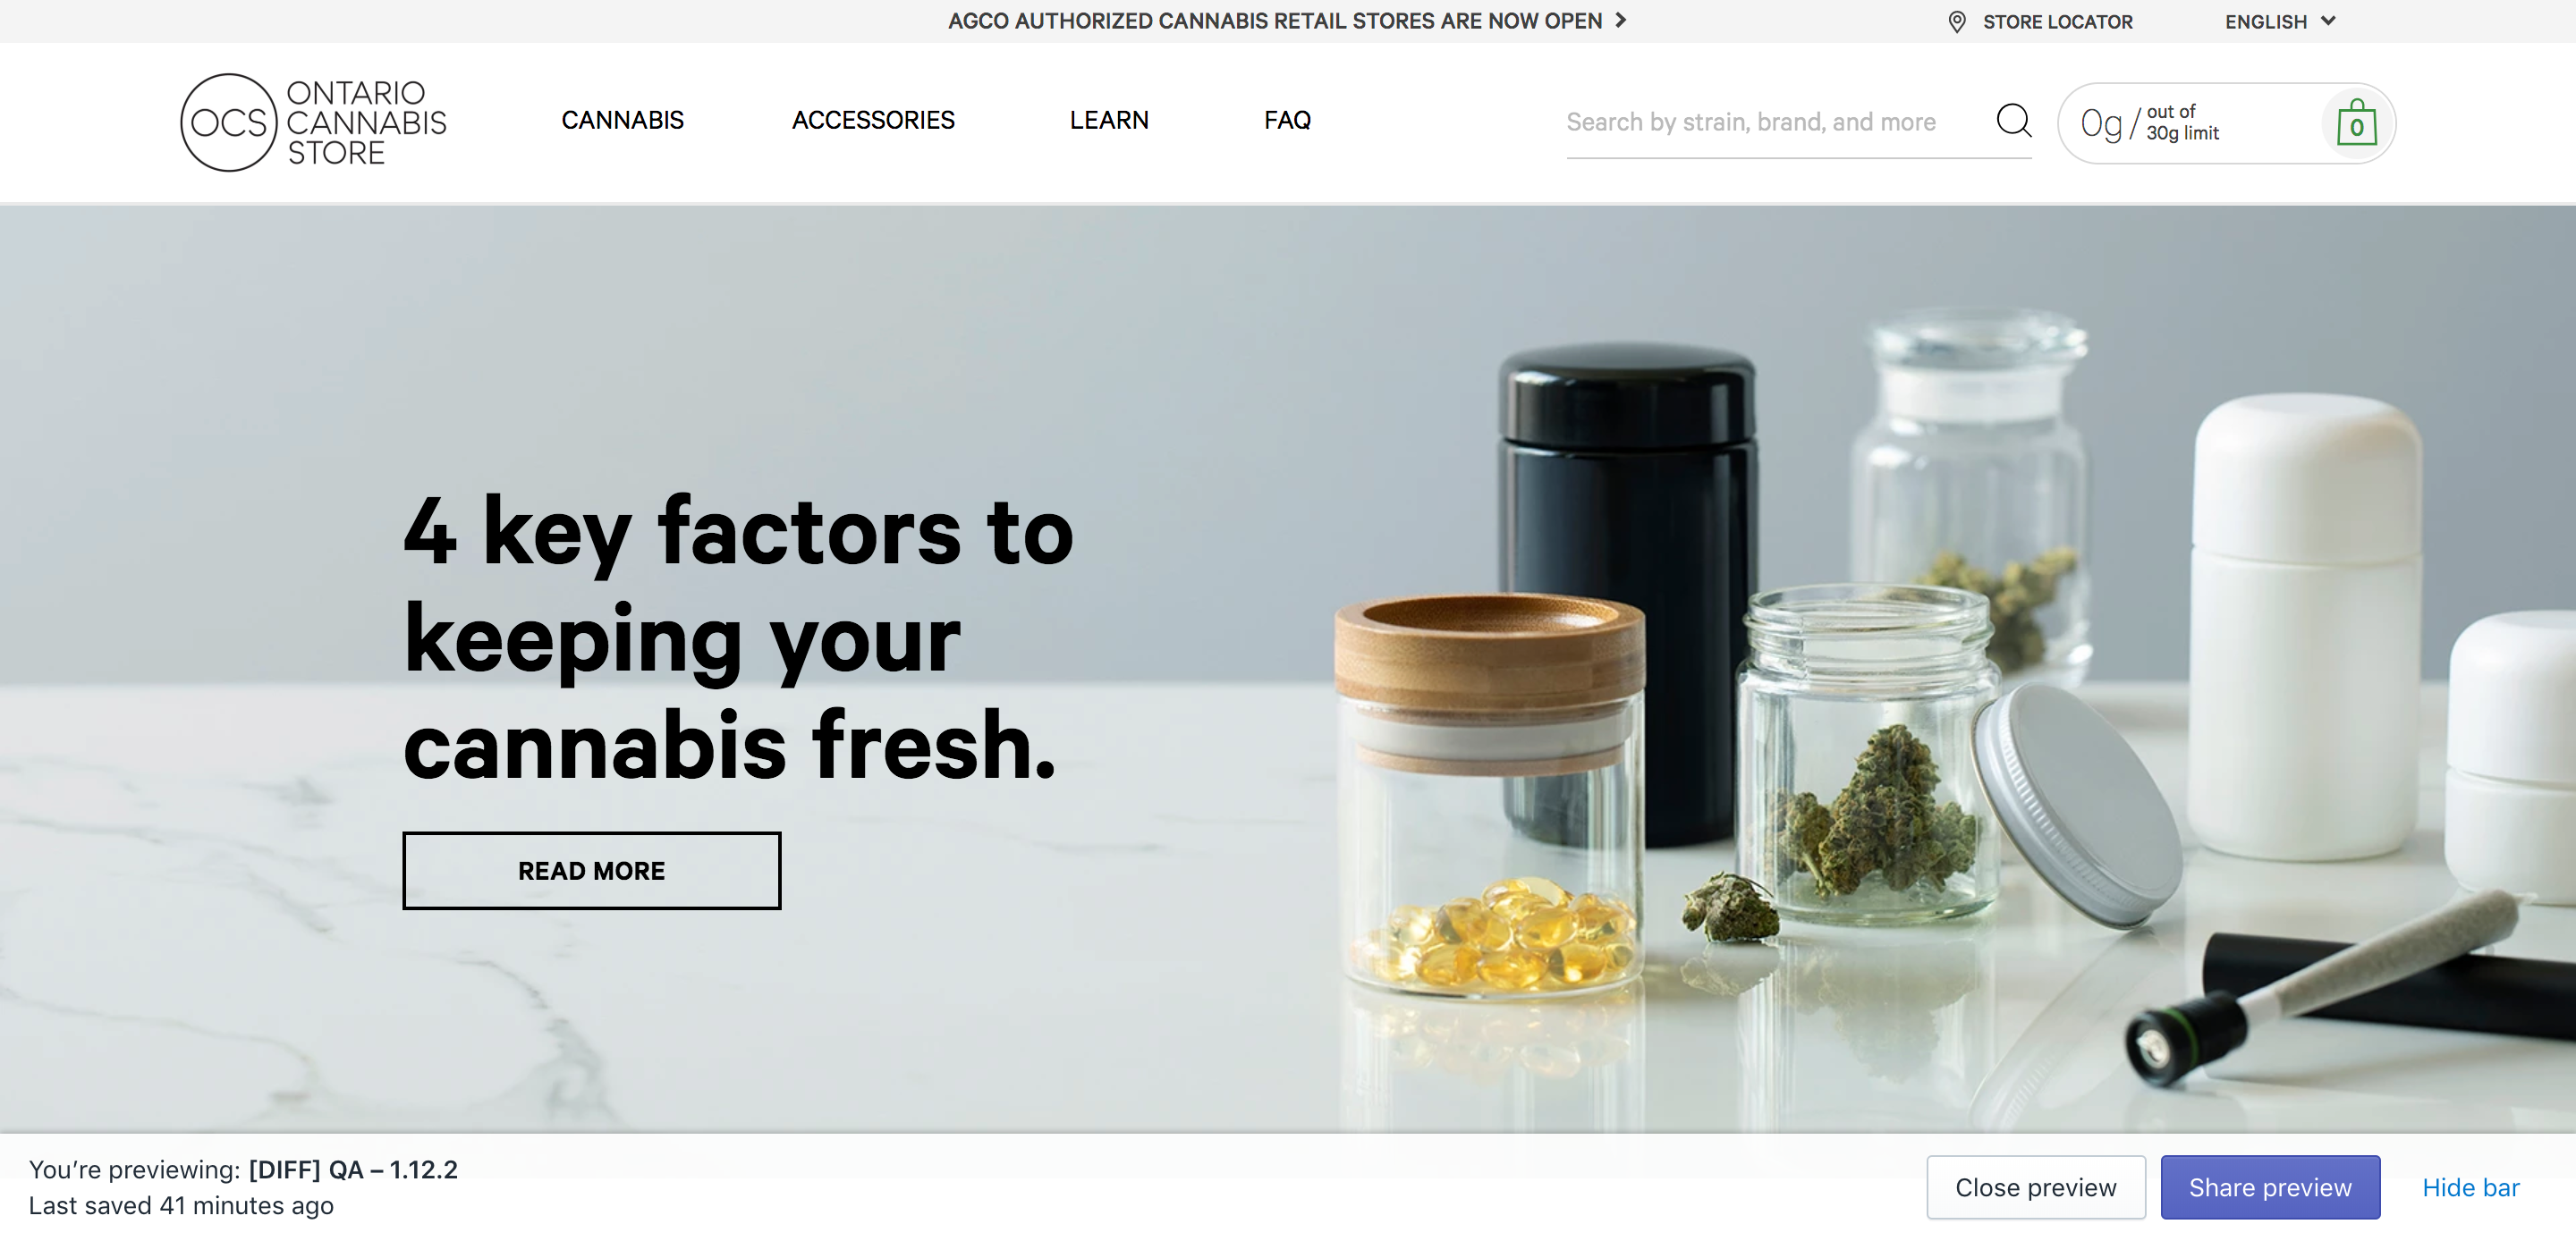 AGCO AUTHORIZED CANNABIS RETAIL STORES ARE NOW OPEN
STORE LOCATOR
ENGLISH
OCS
ONTARIO
CANNABIS
STORE
CANNABIS
ACCESSORIES
LEARN
FAQ
Search by strain, brand, and more
0g / out of
30g limit
0
4 key factors to
keeping your
cannabis fresh.
READ MORE
You're previewing: [DIFF] QA – 1.12.2
Last saved 41 minutes ago
Close preview
Share preview
Hide bar